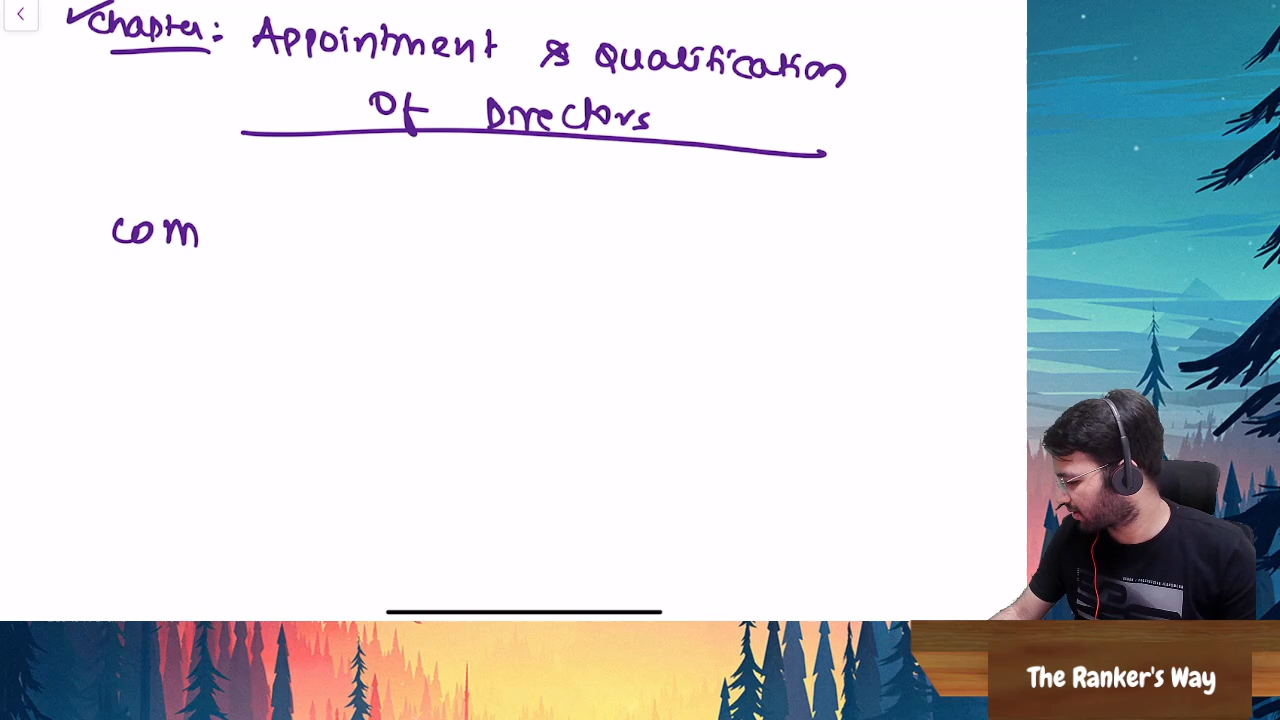 Chapter: Appointment & Qualification
Of Directors
com
The Ranker's Way